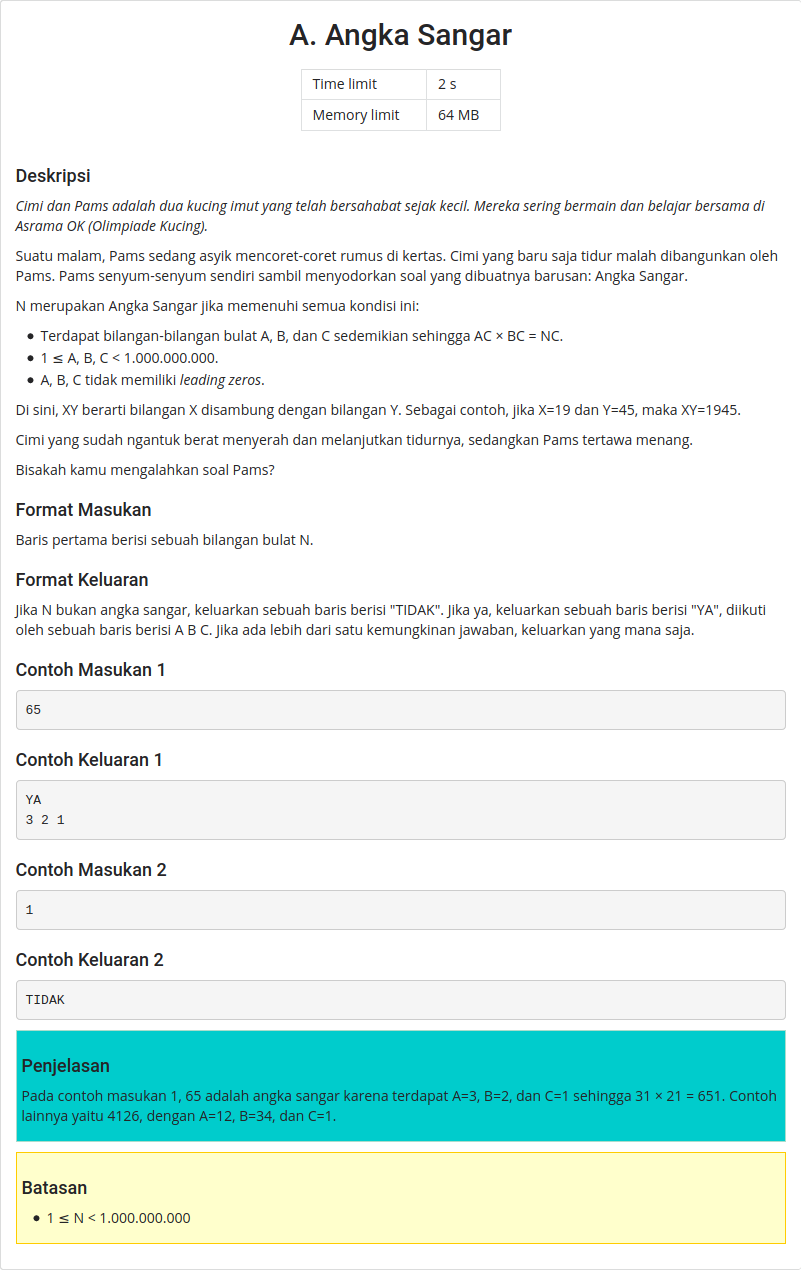 A. Angka Sangar
Time limit 2 s
Memory limit 64 MB
Deskripsi
Cimi dan Pams adalah dua kucing imut yang telah bersahabat sejak kecil. Mereka sering bermain dan belajar bersama di
Asrama OK (Olimpiade Kucing).
Suatu malam, Pams sedang asyik mencoret-coret rumus di kertas. Cimi yang baru saja tidur malah dibangunkan oleh
Pams. Pams senyum-senyum sendiri sambil menyodorkan soal yang dibuatnya barusan: Angka Sangar.
N merupakan Angka Sangar jika memenuhi semua kondisi ini:
• Terdapat bilangan-bilangan bulat A, B, dan C sedemikian sehingga AC × BC = NC.
• 1 ≤ A, B, C < 1.000.000.000.
• A, B, C tidak memiliki leading zeros.
Di sini, XY berarti bilangan X disambung dengan bilangan Y. Sebagai contoh, jika X=19 dan Y=45, maka XY=1945.
Cimi yang sudah ngantuk berat menyerah dan melanjutkan tidurnya, sedangkan Pams tertawa menang.
Bisakah kamu mengalahkan soal Pams?
Format Masukan
Baris pertama berisi sebuah bilangan bulat N.
Format Keluaran
Jika N bukan angka sangar, keluarkan sebuah baris berisi "TIDAK". Jika ya, keluarkan sebuah baris berisi "YA", diikuti
oleh sebuah baris berisi A B C. Jika ada lebih dari satu kemungkinan jawaban, keluarkan yang mana saja.
Contoh Masukan 1
65
Contoh Keluaran 1
YA
3 2 1
Contoh Masukan 2
1
Contoh Keluaran 2
TIDAK
Penjelasan
Pada contoh masukan 1, 65 adalah angka sangar karena terdapat A=3, B=2, dan C=1 sehingga 31 × 21 = 651. Contoh
lainnya yaitu 4126, dengan A=12, B=34, dan C=1.
Batasan
• 1 ≤ N < 1.000.000.000